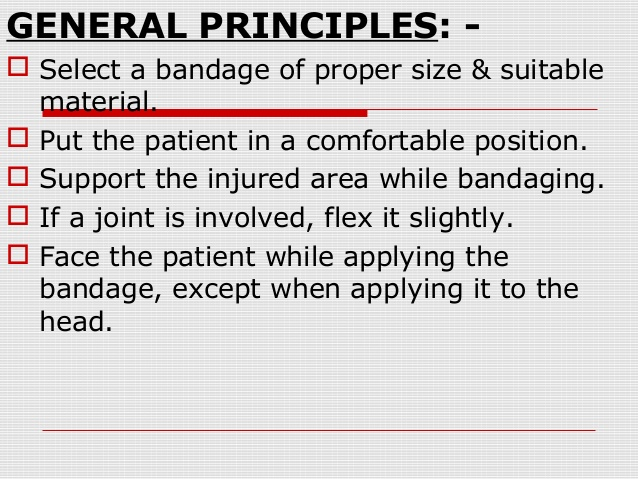 GENERAL PRINCIPLES: -
Select a bandage of proper size & suitable
material.
Put the patient in a comfortable position.
Support the injured area while bandaging.
If a joint is involved, flex it slightly.
Face the patient while applying the
bandage, except when applying it to the
head.